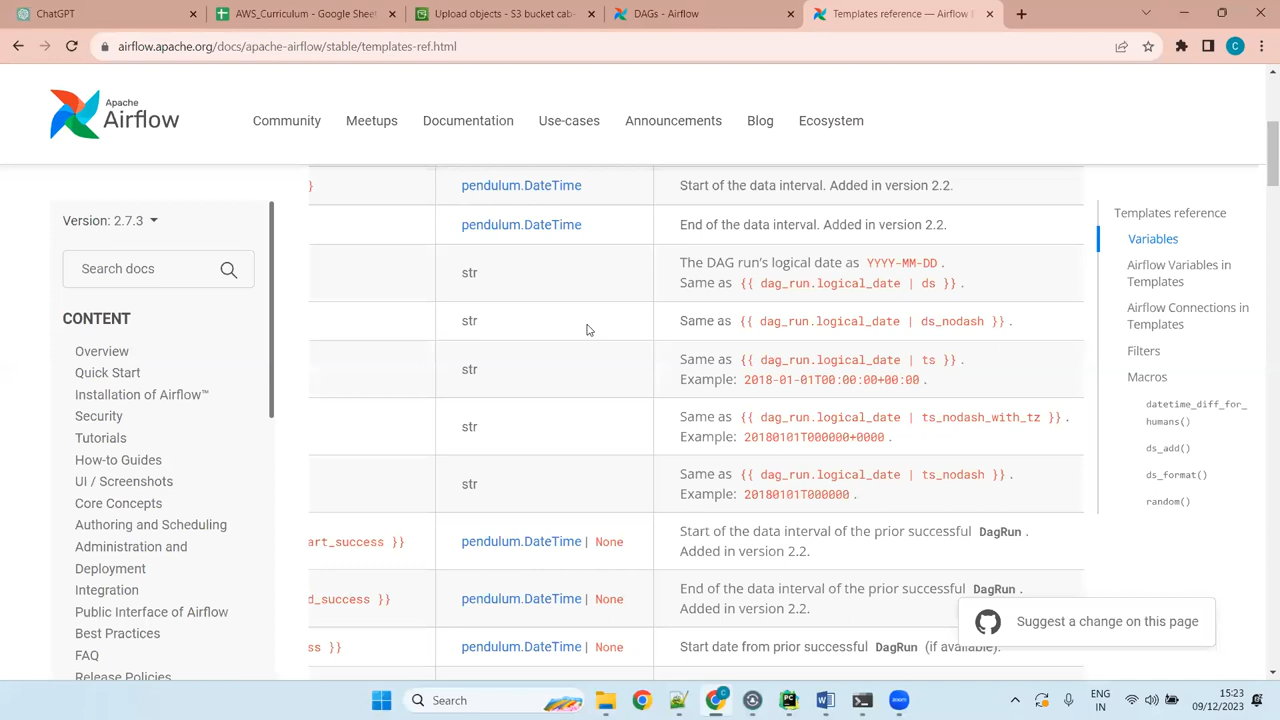 ChatGPT
AWS_Curriculum - Google Sheet
Upload objects - S3 bucket cab
DAGs - Airflow
Templates reference — Airflow
airflow.apache.org/docs/apache-airflow/stable/templates-ref.html
C
Apache
Airflow
Community
Meetups
Documentation
Use-cases
Announcements
Blog
Ecosystem
Version: 2.7.3
Search docs
CONTENT
Overview
Quick Start
Installation of Airflow™
Security
Tutorials
How-to Guides
UI / Screenshots
Core Concepts
Authoring and Scheduling
Administration and
Deployment
Integration
Public Interface of Airflow
Best Practices
FAQ
Release Policies
} pendulum.DateTime Start of the data interval. Added in version 2.2.
pendulum.DateTime End of the data interval. Added in version 2.2.
str The DAG run's logical date as YYYY-MM-DD .
Same as {{ dag_run.logical_date | ds }}.
str Same as {{ dag_run.logical_date | ds_nodash }}.
str Same as {{ dag_run.logical_date | ts }}.
Example: 2018-01-01T00:00:00+00:00 .
str Same as {{ dag_run.logical_date | ts_nodash_with_tz }}.
Example: 20180101T000000+0000 .
str Same as {{ dag_run.logical_date | ts_nodash }}.
Example: 20180101T000000 .
art_success }} pendulum.DateTime | None Start of the data interval of the prior successful DagRun .
Added in version 2.2.
d_success }} pendulum.DateTime | None End of the data interval of the prior successful DagRun .
Added in version 2.2.
ss }} pendulum.DateTime | None Start date from prior successful DagRun (if available).
Templates reference
Variables
Airflow Variables in
Templates
Airflow Connections in
Templates
Filters
Macros
datetime_diff_for_
humans()
ds_add()
ds_format()
random()
Suggest a change on this page
Search
C
PC
W
zoom
ENG
IN
15:23
09/12/2023